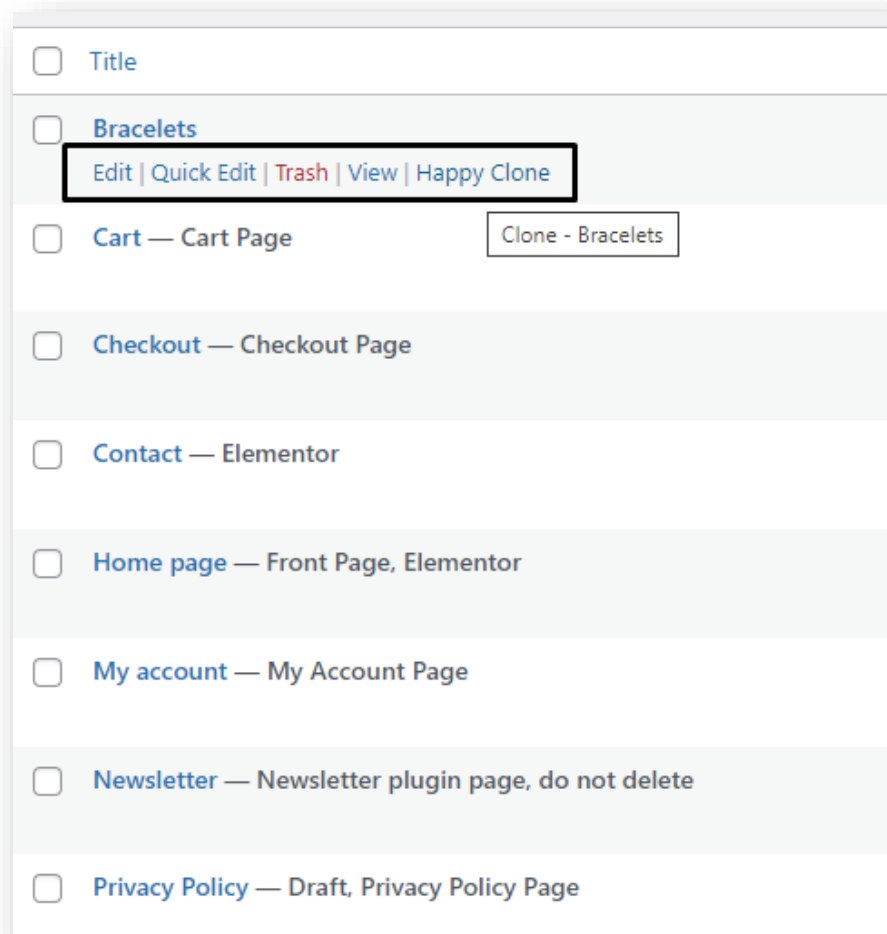 Title
Bracelets
Edit | Quick Edit | Trash | View | Happy Clone
Cart — Cart Page
Clone - Bracelets
Checkout — Checkout Page
Contact — Elementor
Home page — Front Page, Elementor
My account — My Account Page
Newsletter — Newsletter plugin page, do not delete
Privacy Policy — Draft, Privacy Policy Page